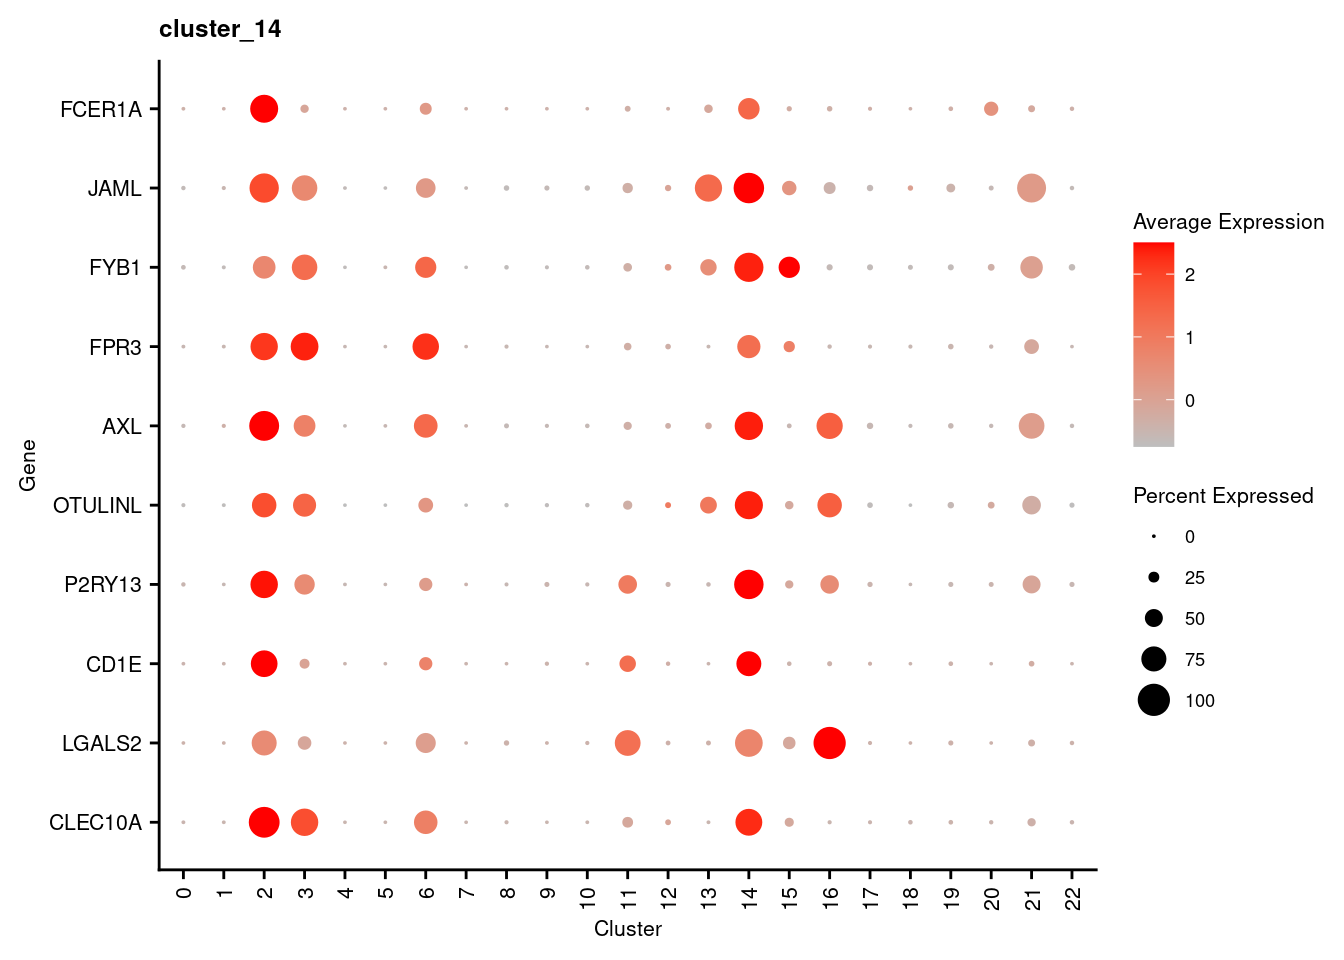 cluster_14
FCER1A
JAML
FYB1
FPR3
AXL
OTULINL
P2RY13
CD1E
LGALS2
CLEC10A
Gene
0 1 2 3 4 5 6 7 8 9 10 11 12 13 14 15 16 17 18 19 20 21 22
Cluster
Average Expression
2
1
0
Percent Expressed
0
25
50
75
100